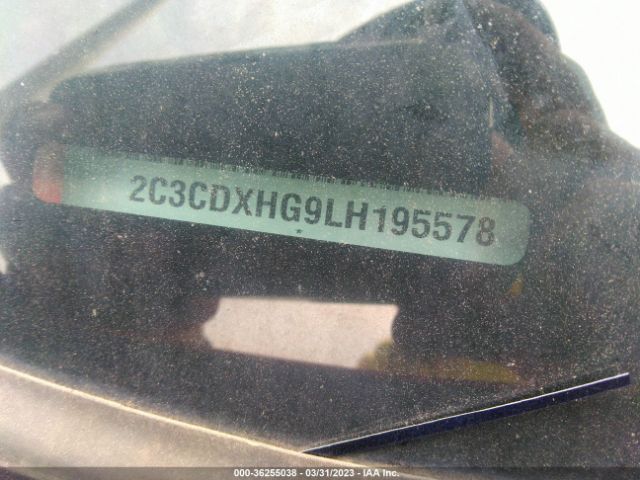 2C3CDXHG9LH195578
000-36255038 - 03/31/2023 - IAA Inc.